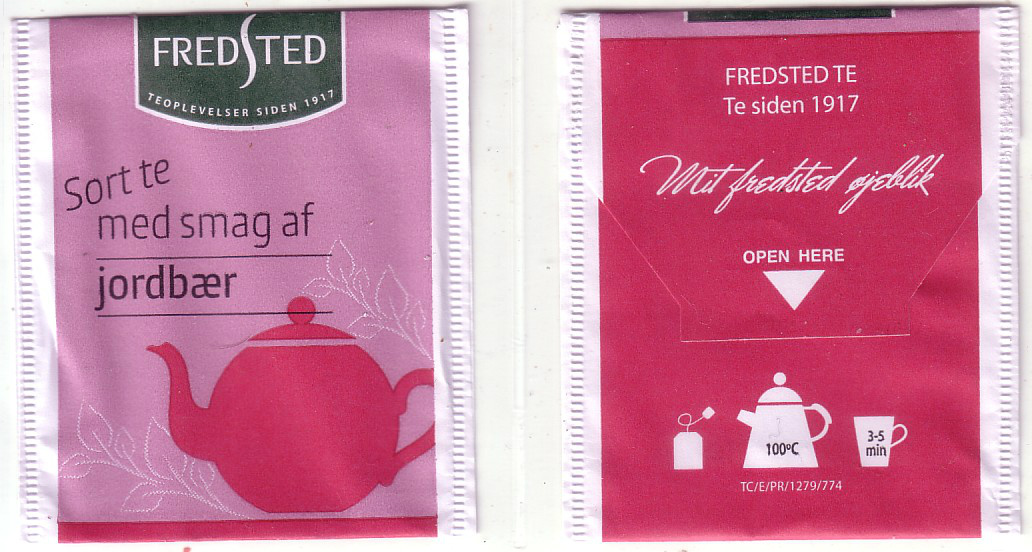 FREDSTED
TEOPLEVELSER SIDEN 1917
Sort te
med smag af
jordbær
FREDSTED TE
Te siden 1917
Mit fredsted øjeblik
OPEN HERE
100ºC
3-5
min
TC/E/PR/1279/774